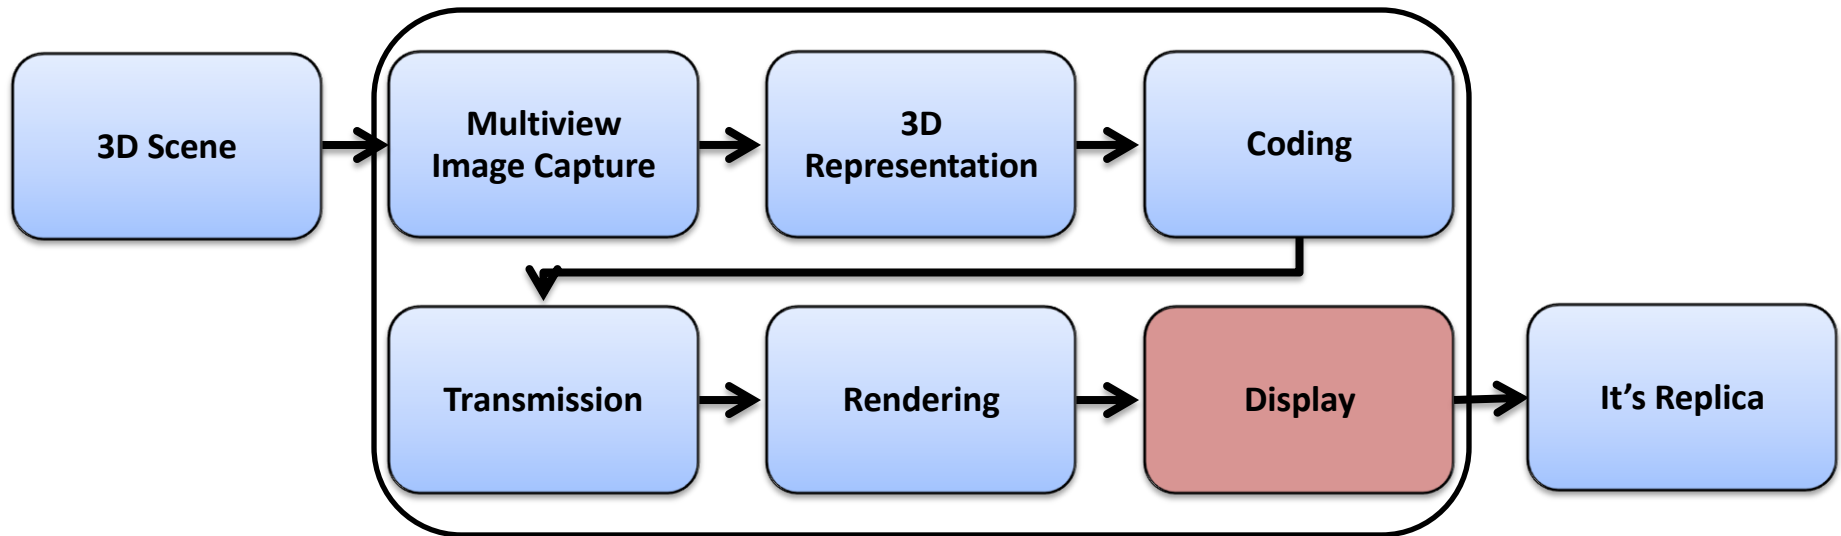 3D Scene
Multiview
Image Capture
3D
Representation
Coding
Transmission
Rendering
Display
It’s Replica